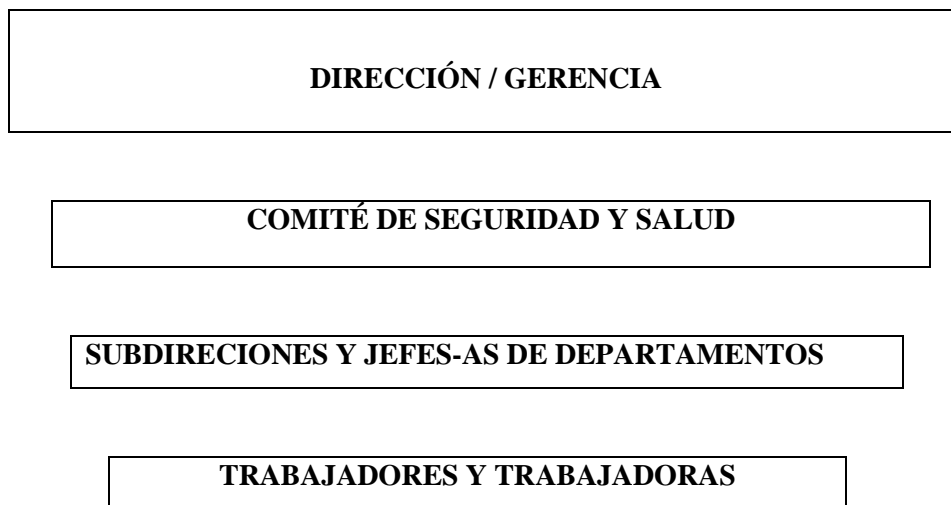 DIRECCIÓN / GERENCIA
COMITÉ DE SEGURIDAD Y SALUD
SUBDIRECIONES Y JEFES-AS DE DEPARTAMENTOS
TRABAJADORES Y TRABAJADORAS